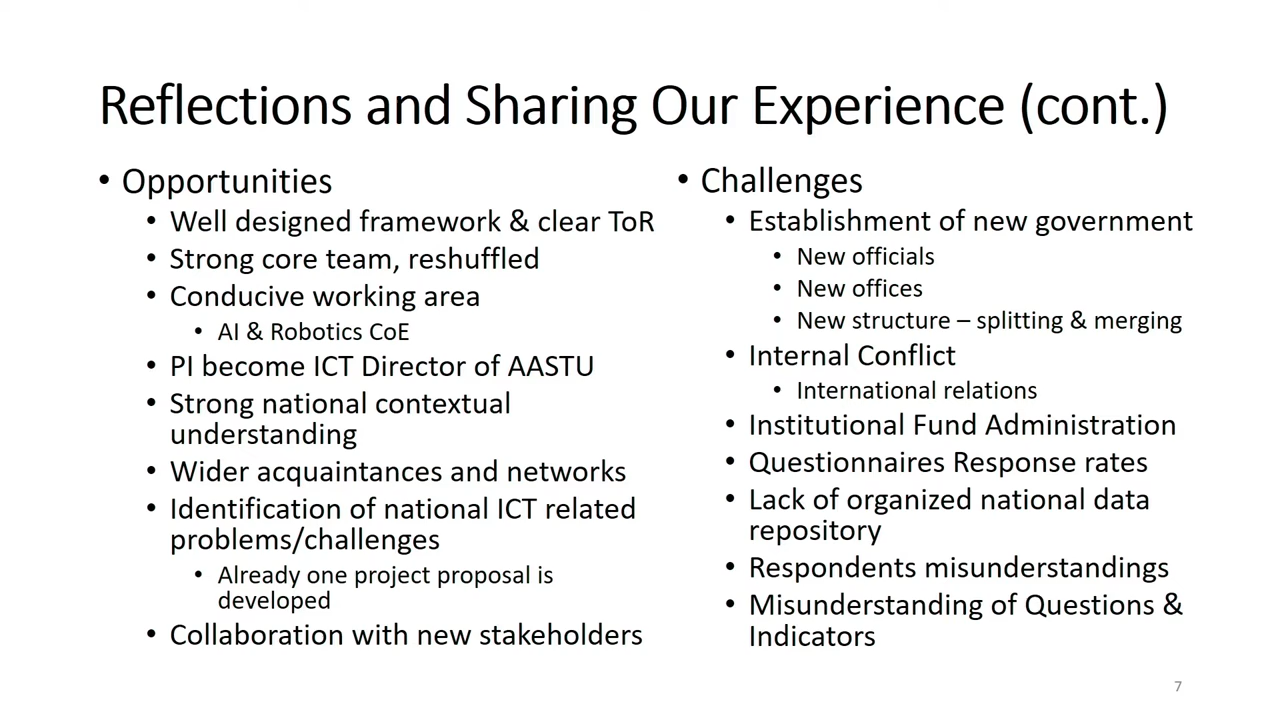 Reflections and Sharing Our Experience (cont.)
• Opportunities
• Well designed framework & clear ToR
• Strong core team, reshuffled
• Conducive working area
• AI & Robotics CoE
• PI become ICT Director of AASTU
• Strong national contextual
understanding
• Wider acquaintances and networks
• Identification of national ICT related
problems/challenges
• Already one project proposal is
developed
• Collaboration with new stakeholders
• Challenges
• Establishment of new government
• New officials
• New offices
• New structure – splitting & merging
• Internal Conflict
• International relations
• Institutional Fund Administration
• Questionnaires Response rates
• Lack of organized national data
repository
• Respondents misunderstandings
• Misunderstanding of Questions &
Indicators
7